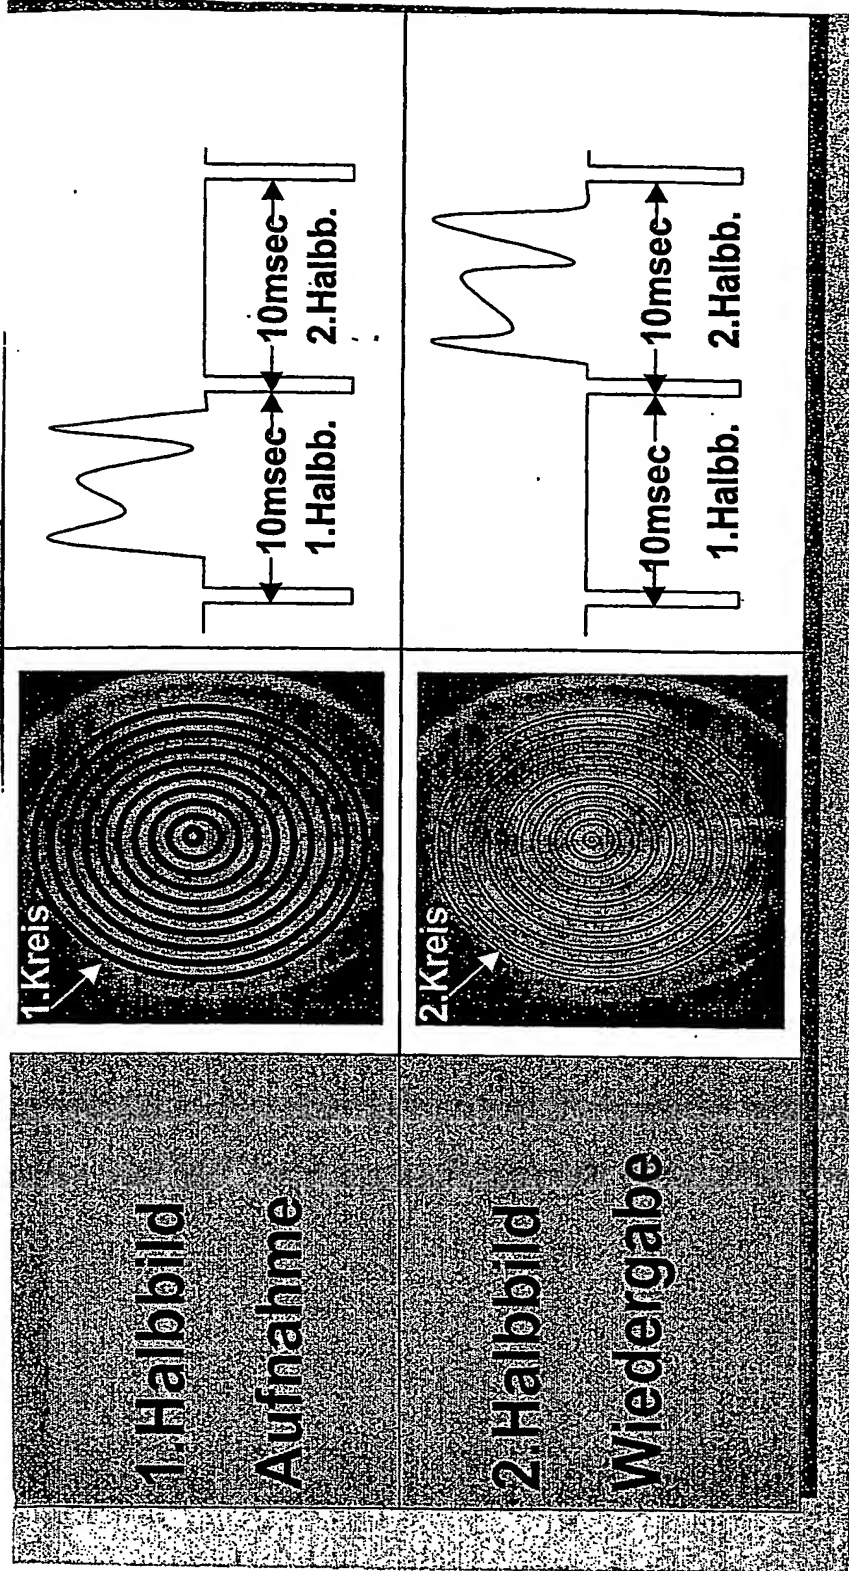 1.Halbbild
Aufnahme
1.Kreis
10msec
10msec
1.Halbb.
2.Halbb.
2.Halbbild
Wiedergabe
2.Kreis
10msec
10msec
1.Halbb.
2.Halbb.